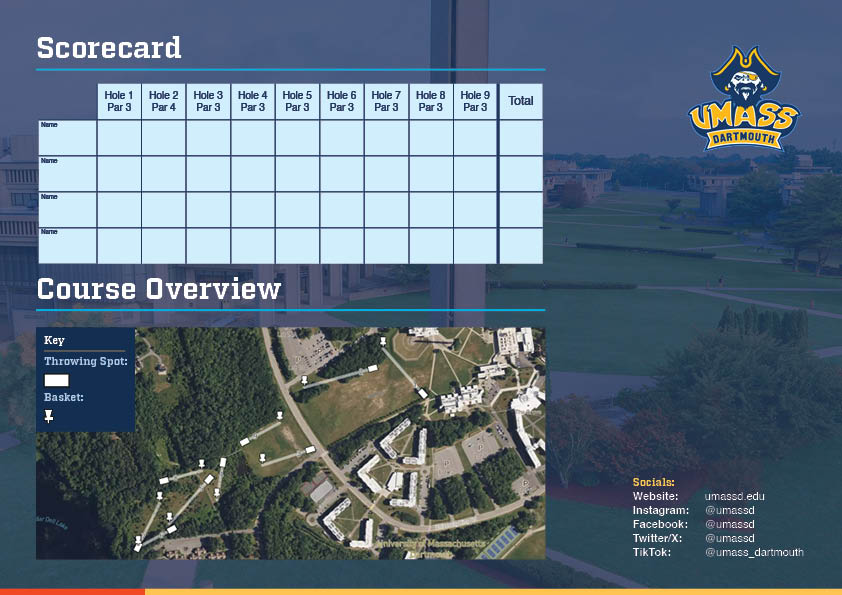 Scorecard
Hole 1 Hole 2 Hole 3 Hole 4 Hole 5 Hole 6 Hole 7 Hole 8 Hole 9 Total
Par 3 Par 4 Par 3 Par 3 Par 3 Par 3 Par 3 Par 3 Par 3
Name
Name
Name
Name
UMASS
DARTMOUTH
Course Overview
Key
Throwing Spot:
Basket:
Dell Lake
University of Massachusetts
Dartmouth
Socials:
Website: umassd.edu
Instagram: @umassd
Facebook: @umassd
Twitter/X: @umassd
TikTok: @umass_dartmouth